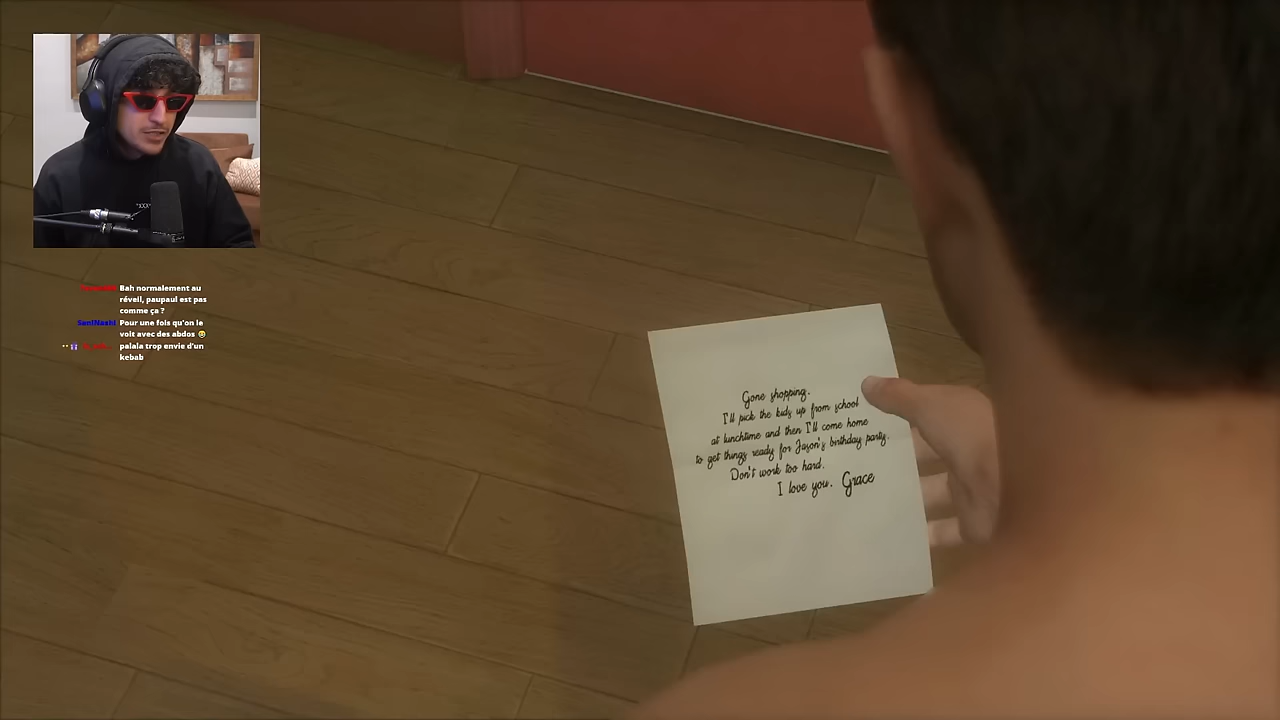 Bah normalement au
réveil, paupaul est pas
comme ça ?
SaniNashi Pour une fois qu'on le
voit avec des abdos 🥹
palala trop envie d'un
kebab
Gone shopping.
I'll pick the kids up from school
at lunchtime and then I'll come home
to get things ready for Jason's birthday party.
Don't work too hard.
I love you. Grace